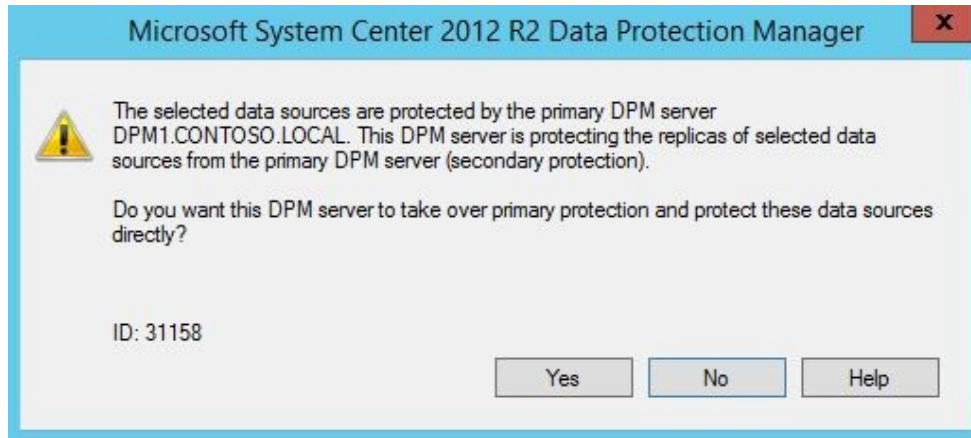 Microsoft System Center 2012 R2 Data Protection Manager
x
The selected data sources are protected by the primary DPM server
DPM1.CONTOSO.LOCAL. This DPM server is protecting the replicas of selected data
sources from the primary DPM server (secondary protection).
Do you want this DPM server to take over primary protection and protect these data sources
directly?
ID: 31158
Yes No Help